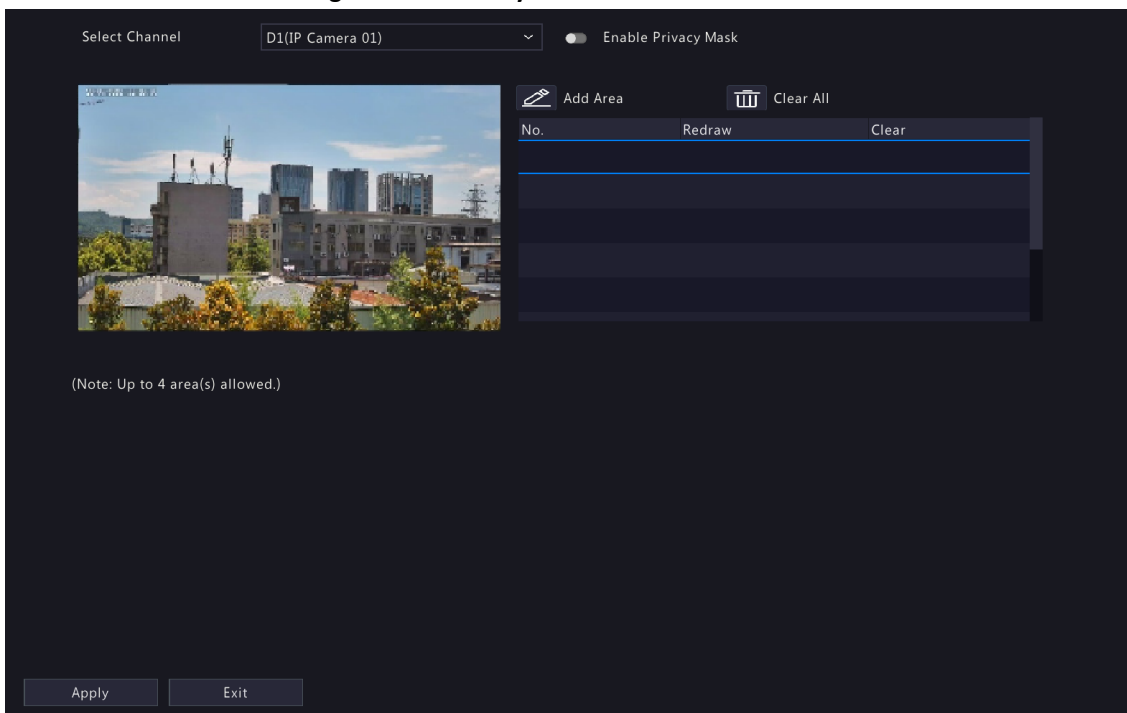 Select Channel D1(IP Camera 01) Enable Privacy Mask
Add Area Clear All
No. Redraw Clear
(Note: Up to 4 area(s) allowed.)
Apply Exit